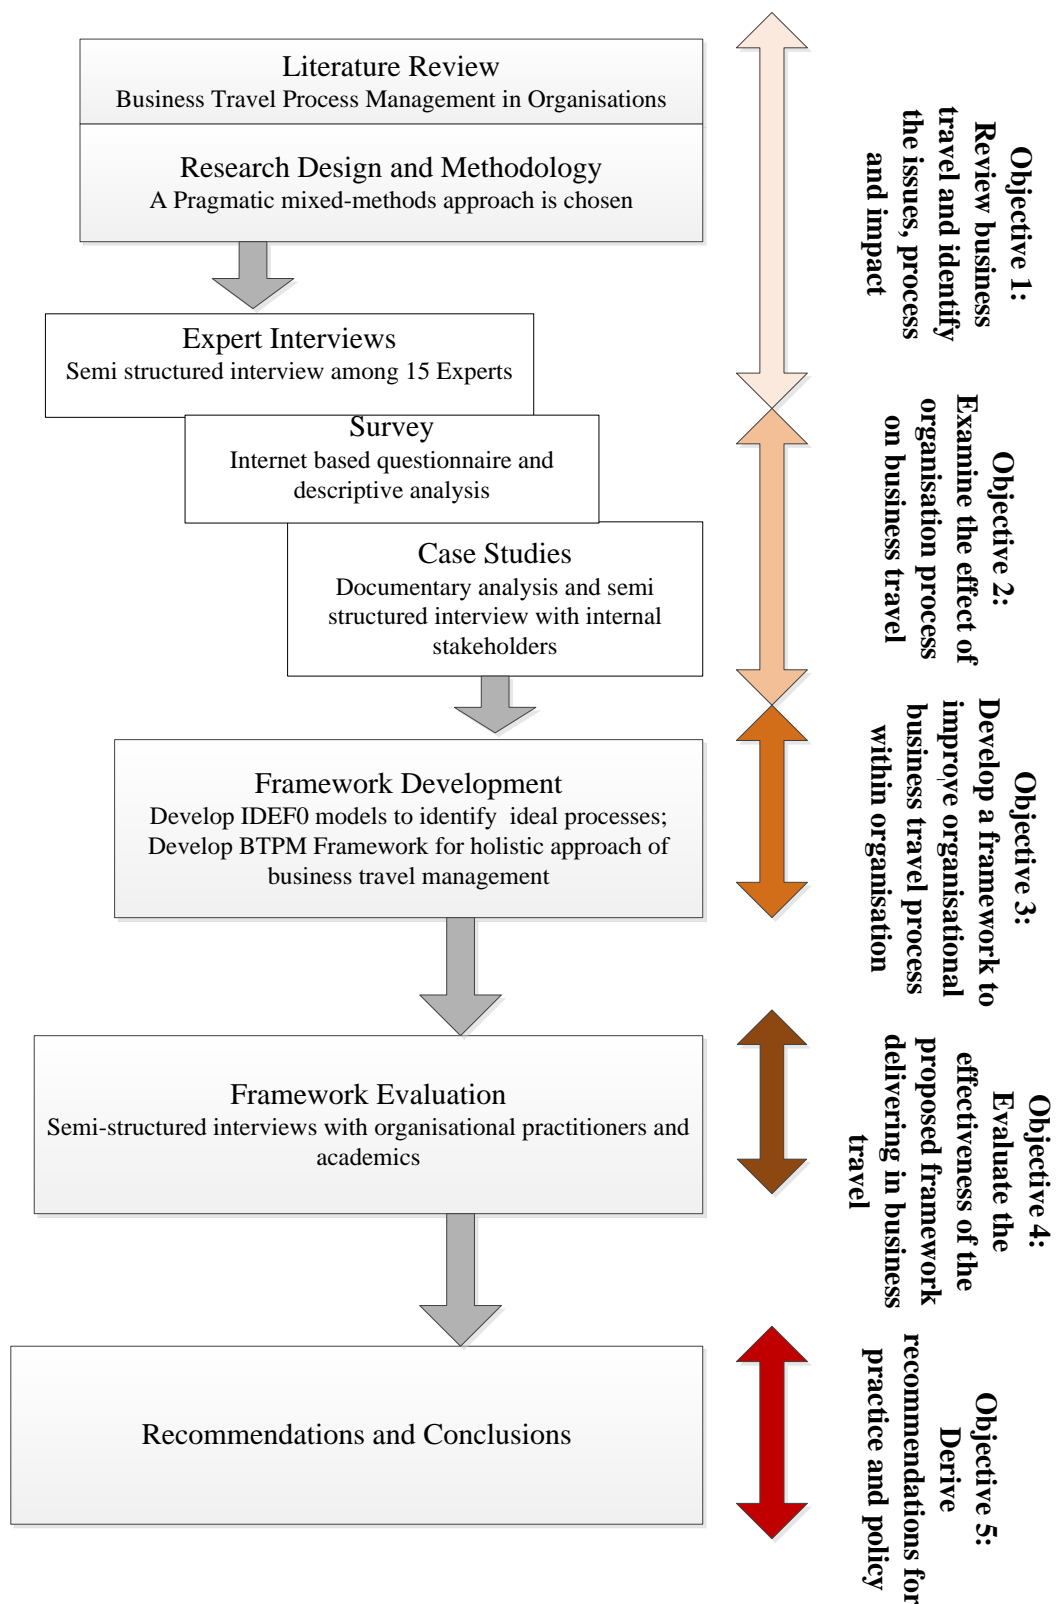 Literature Review
Business Travel Process Management in Organisations
Research Design and Methodology
A Pragmatic mixed-methods approach is chosen
Expert Interviews
Semi structured interview among 15 Experts
Survey
Internet based questionnaire and
descriptive analysis
Case Studies
Documentary analysis and semi
structured interview with internal
stakeholders
Framework Development
Develop IDEF0 models to identify  ideal processes;
Develop BTPM Framework for holistic approach of
business travel management
Framework Evaluation
Semi-structured interviews with organisational practitioners and
academics
Recommendations and Conclusions
Objective 1:
Review business
travel and identify
the issues, process
and impact
Objective 2:
Examine the effect of
organisation process
on business travel
Objective 3:
Develop a framework to
improve organisational
business travel process
within organisation
Objective 4:
Evaluate the
effectiveness of the
proposed framework
delivering in business
travel
Objective 5:
Derive
recommendations for
practice and policy